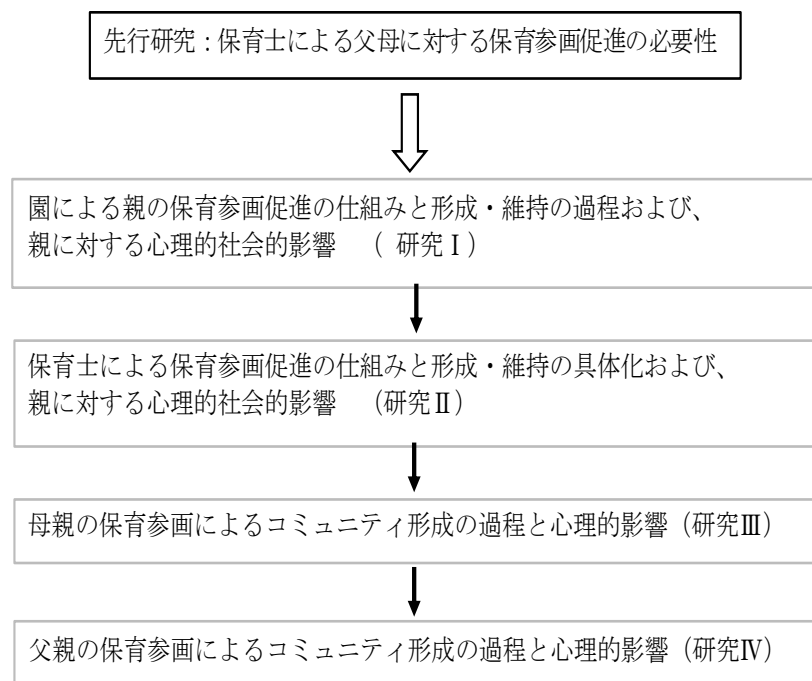 先行研究：保育士による父母に対する保育参画促進の必要性
園による親の保育参画促進の仕組みと形成・維持の過程および、
親に対する心理的社会的影響　（ 研究Ⅰ）
保育士による保育参画促進の仕組みと形成・維持の具体化および、
親に対する心理的社会的影響　（研究Ⅱ）
母親の保育参画によるコミュニティ形成の過程と心理的影響（研究Ⅲ）
父親の保育参画によるコミュニティ形成の過程と心理的影響（研究Ⅳ）